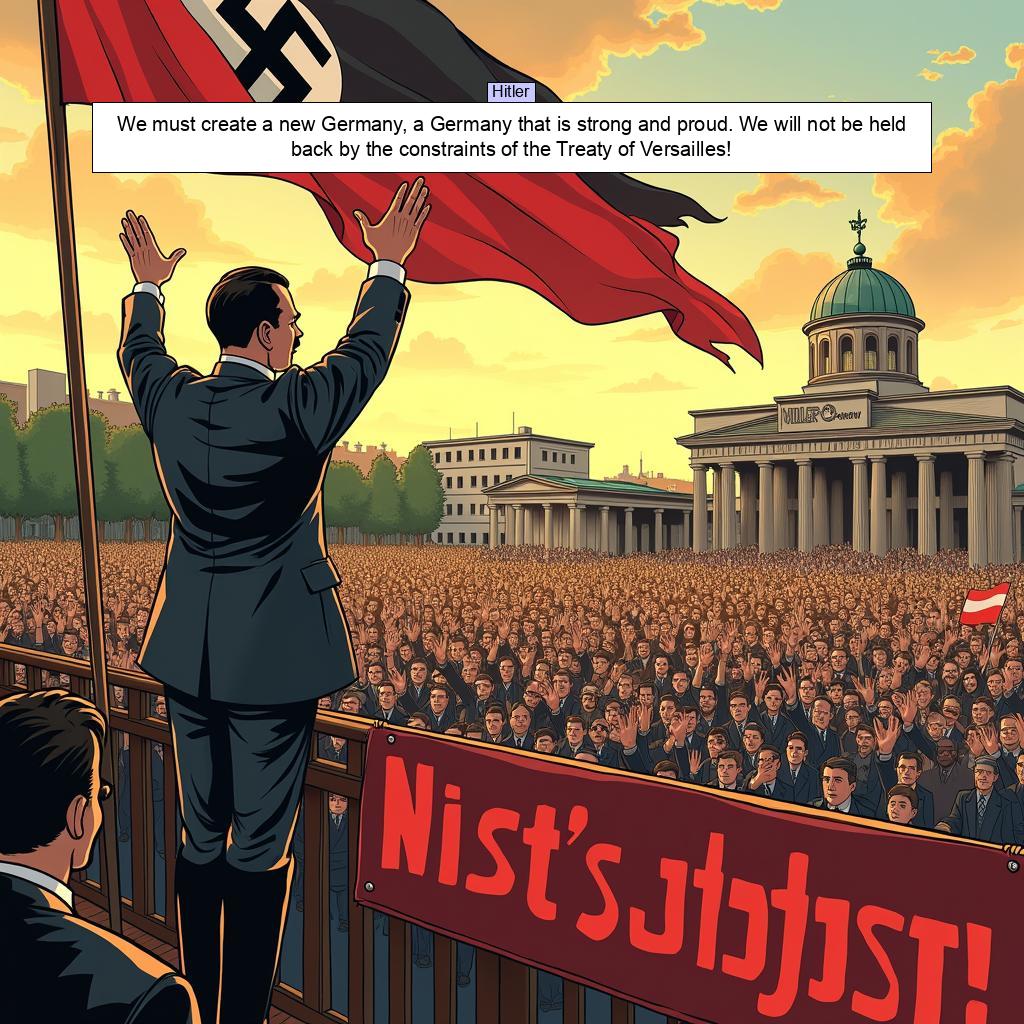 Hitler
We must create a new Germany, a Germany that is strong and proud. We will not be held
back by the constraints of the Treaty of Versailles!
Nist's